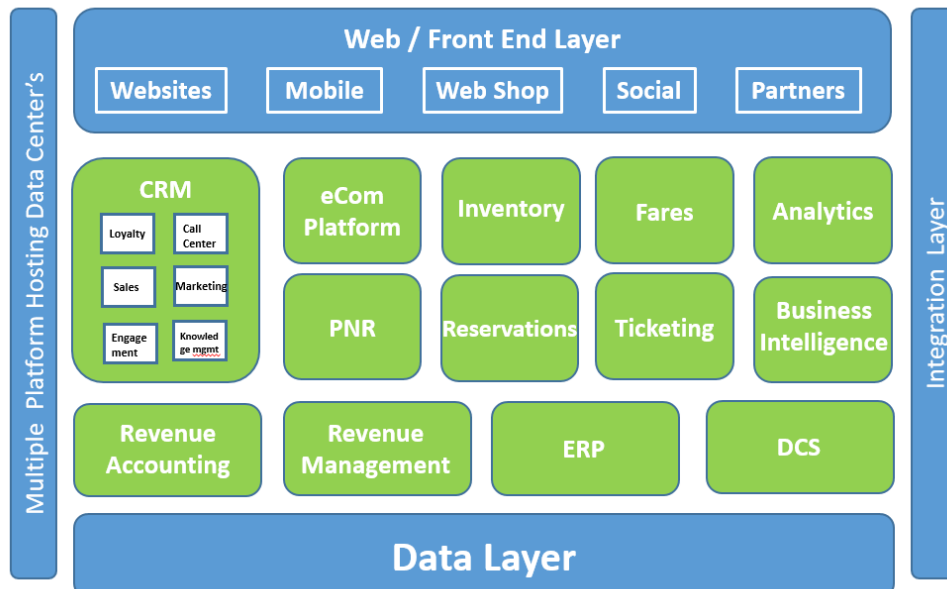 Multiple Platform Hosting Data Center's
Web / Front End Layer
Websites
Mobile
Web Shop
Social
Partners
CRM
Loyalty
Call
Center
Sales
Marketing
Engage
ment
Knowled
ge mgmt
eCom
Platform
Inventory
Fares
Analytics
PNR
Reservations
Ticketing
Business
Intelligence
Revenue
Accounting
Revenue
Management
ERP
DCS
Data Layer
Integration Layer